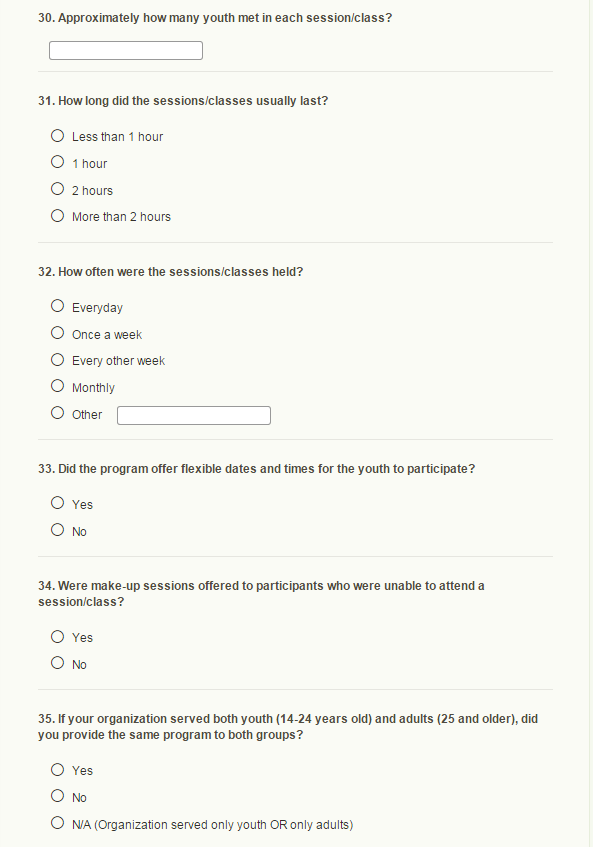 30. Approximately how many youth met in each session/class?
31. How long did the sessions/classes usually last?
Less than 1 hour
1 hour
2 hours
More than 2 hours
32. How often were the sessions/classes held?
Everyday
Once a week
Every other week
Monthly
Other
33. Did the program offer flexible dates and times for the youth to participate?
Yes
No
34. Were make-up sessions offered to participants who were unable to attend a
session/class?
Yes
No
35. If your organization served both youth (14-24 years old) and adults (25 and older), did
you provide the same program to both groups?
Yes
No
N/A (Organization served only youth OR only adults)